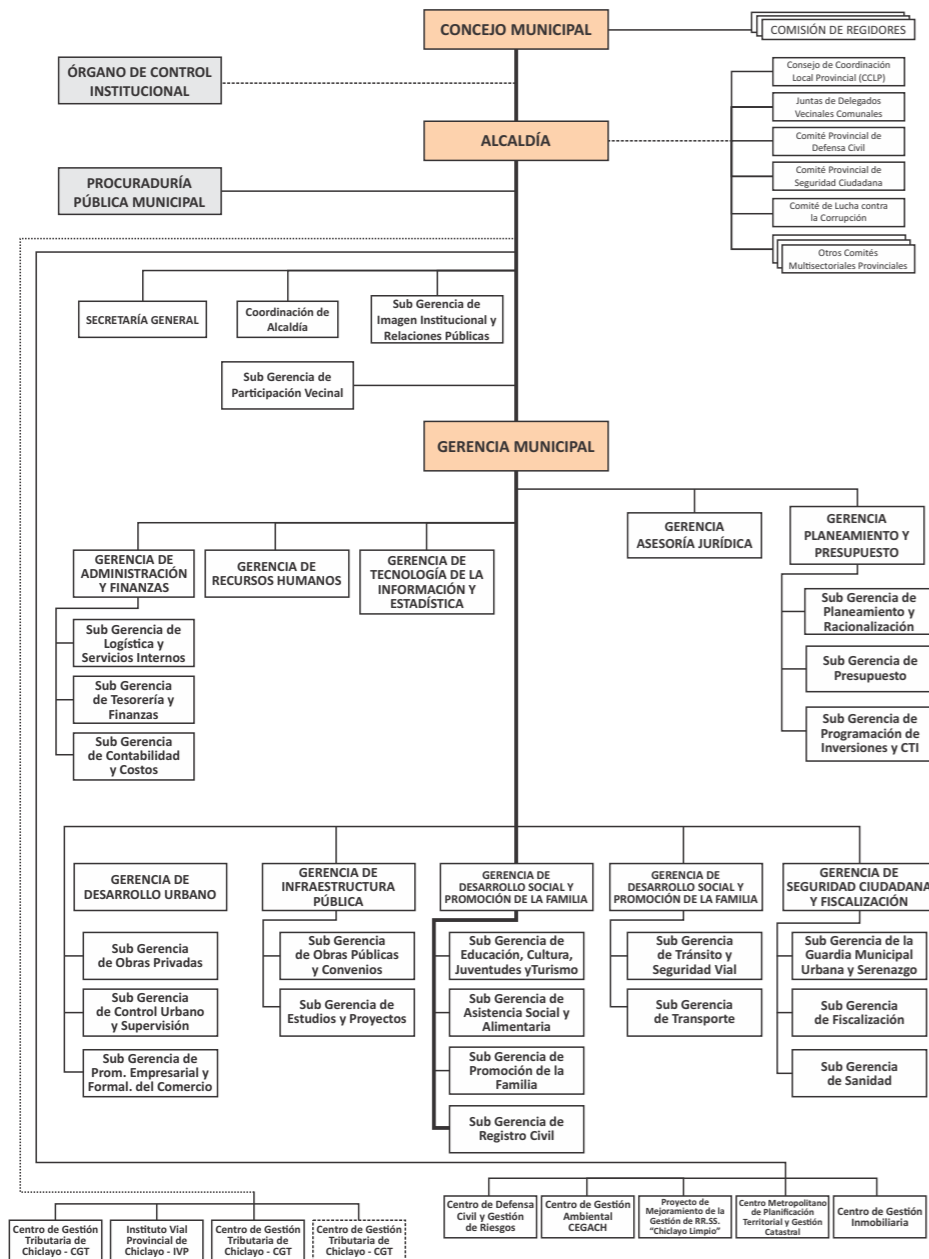 CONCEJO MUNICIPAL
COMISIÓN DE REGIDORES
ÓRGANO DE CONTROL
INSTITUCIONAL
Consejo de Coordinación
Local Provincial (CCLP)
Juntas de Delegados
Vecinales Comunales
ALCALDÍA
Comité Provincial de
Defensa Civil
Comité Provincial de
Seguridad Ciudadana
PROCURADURÍA
PÚBLICA MUNICIPAL
Comité de Lucha contra
la Corrupción
Otros Comités
Multisectoriales Provinciales
SECRETARÍA GENERAL
Coordinación de
Alcaldía
Sub Gerencia de
Imagen Institucional y
Relaciones Públicas
Sub Gerencia de
Participación Vecinal
GERENCIA MUNICIPAL
GERENCIA
ASESORÍA JURÍDICA
GERENCIA
PLANEAMIENTO Y
PRESUPUESTO
GERENCIA DE
ADMINISTRACIÓN
Y FINANZAS
GERENCIA DE
RECURSOS HUMANOS
GERENCIA DE
TECNOLOGÍA DE LA
INFORMACIÓN Y
ESTADÍSTICA
Sub Gerencia de
Planeamiento y
Racionalización
Sub Gerencia de
Logística y
Servicios Internos
Sub Gerencia de
Presupuesto
Sub Gerencia
de Tesorería y
Finanzas
Sub Gerencia de
Programación de
Inversiones y CTI
Sub Gerencia
de Contabilidad
y Costos
GERENCIA DE
DESARROLLO URBANO
GERENCIA DE
INFRAESTRUCTURA
PÚBLICA
GERENCIA DE
DESARROLLO SOCIAL Y
PROMOCIÓN DE LA FAMILIA
GERENCIA DE
DESARROLLO SOCIAL Y
PROMOCIÓN DE LA FAMILIA
GERENCIA DE
SEGURIDAD CIUDADANA
Y FISCALIZACIÓN
Sub Gerencia
de Obras Privadas
Sub Gerencia
de Obras Públicas
y Convenios
Sub Gerencia de
Educación, Cultura,
Juventudes yTurismo
Sub Gerencia
de Tránsito y
Seguridad Vial
Sub Gerencia de la
Guardia Municipal
Urbana y Serenazgo
Sub Gerencia
de Control Urbano
y Supervisión
Sub Gerencia de
Estudios y Proyectos
Sub Gerencia de
Asistencia Social y
Alimentaria
Sub Gerencia
de Transporte
Sub Gerencia
de Fiscalización
Sub Gerencia de
Prom. Empresarial y
Formal. del Comercio
Sub Gerencia de
Promoción de la
Familia
Sub Gerencia
de Sanidad
Sub Gerencia de
Registro Civil
Centro de Defensa
Civil y Gestión
de Riesgos
Centro de Gestión
Ambiental
CEGACH
Proyecto de
Mejoramiento de la
Gestión de RR.SS.
"Chiclayo Limpio"
Centro Metropolitano
de Planificación
Territorial y Gestión
Catastral
Centro de Gestión
Inmobiliaria
Centro de Gestión
Tributaria de
Chiclayo - CGT
Instituto Vial
Provincial de
Chiclayo - IVP
Centro de Gestión
Tributaria de
Chiclayo - CGT
Centro de Gestión
Tributaria de
Chiclayo - CGT